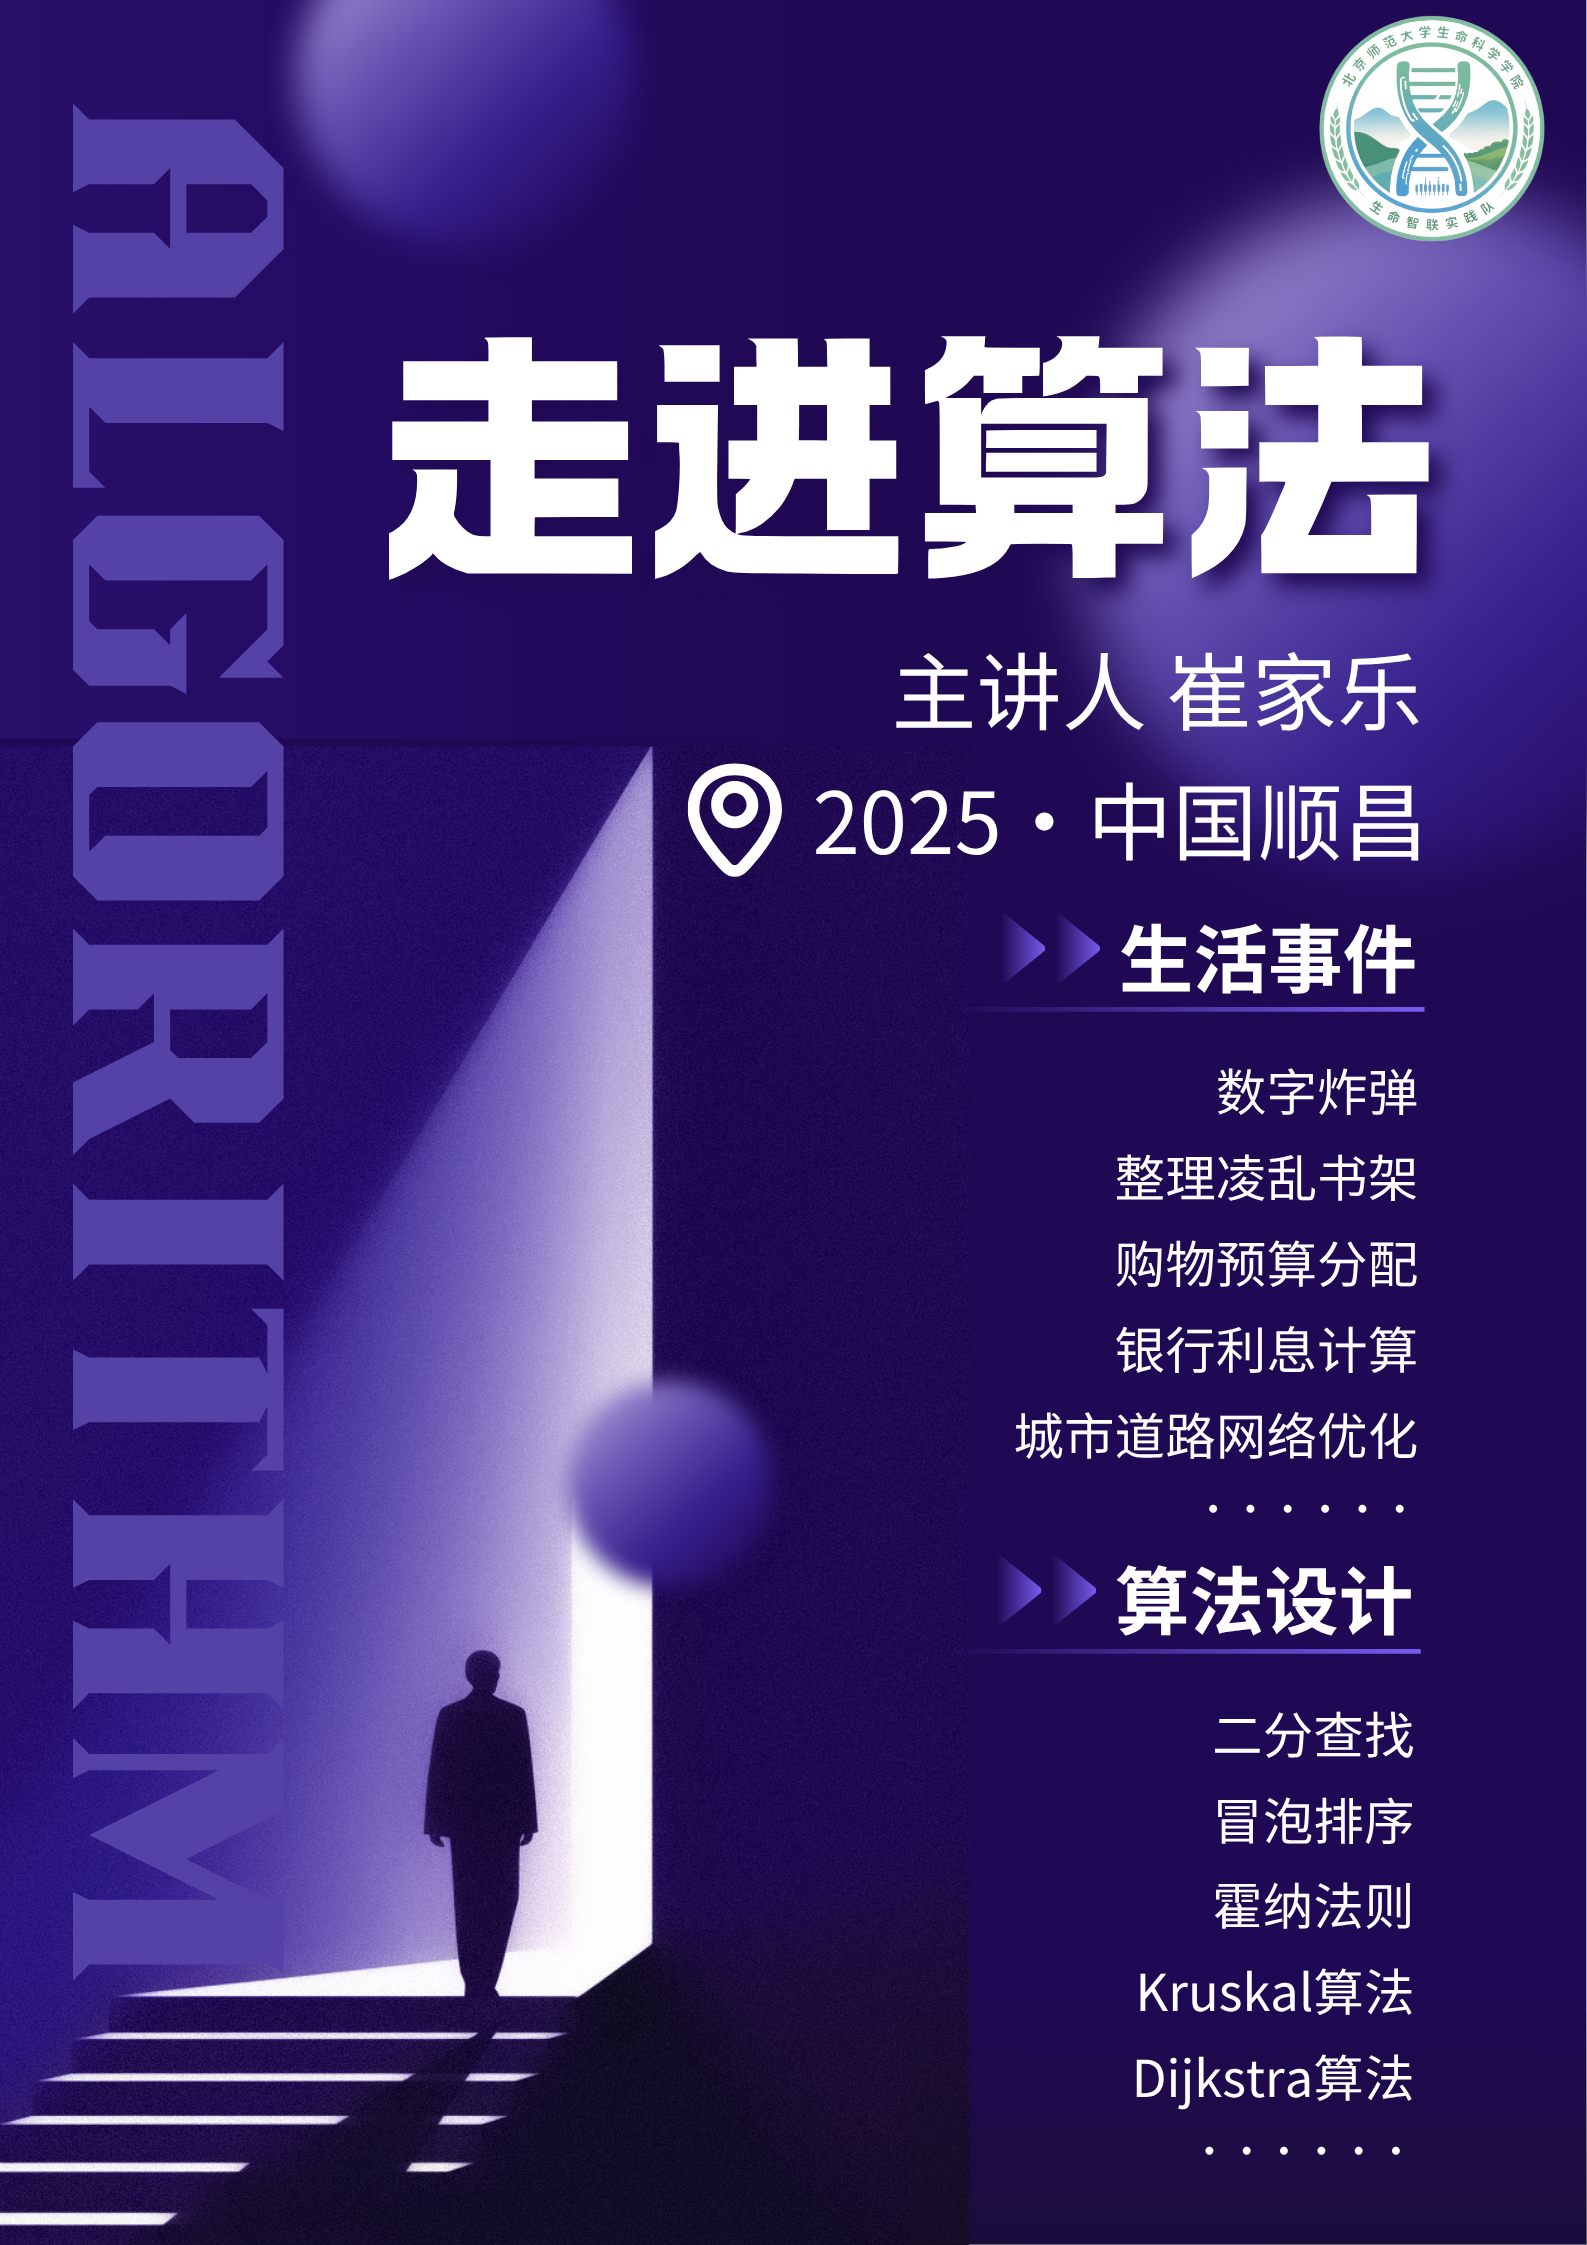 北京师范大学生命科学学院
生命智联实践队
ALGORITHM
走进算法
主讲人 崔家乐
2025·中国顺昌
生活事件
数字炸弹
整理凌乱书架
购物预算分配
银行利息计算
城市道路网络优化
······
算法设计
二分查找
冒泡排序
霍纳法则
Kruskal算法
Dijkstra算法
······